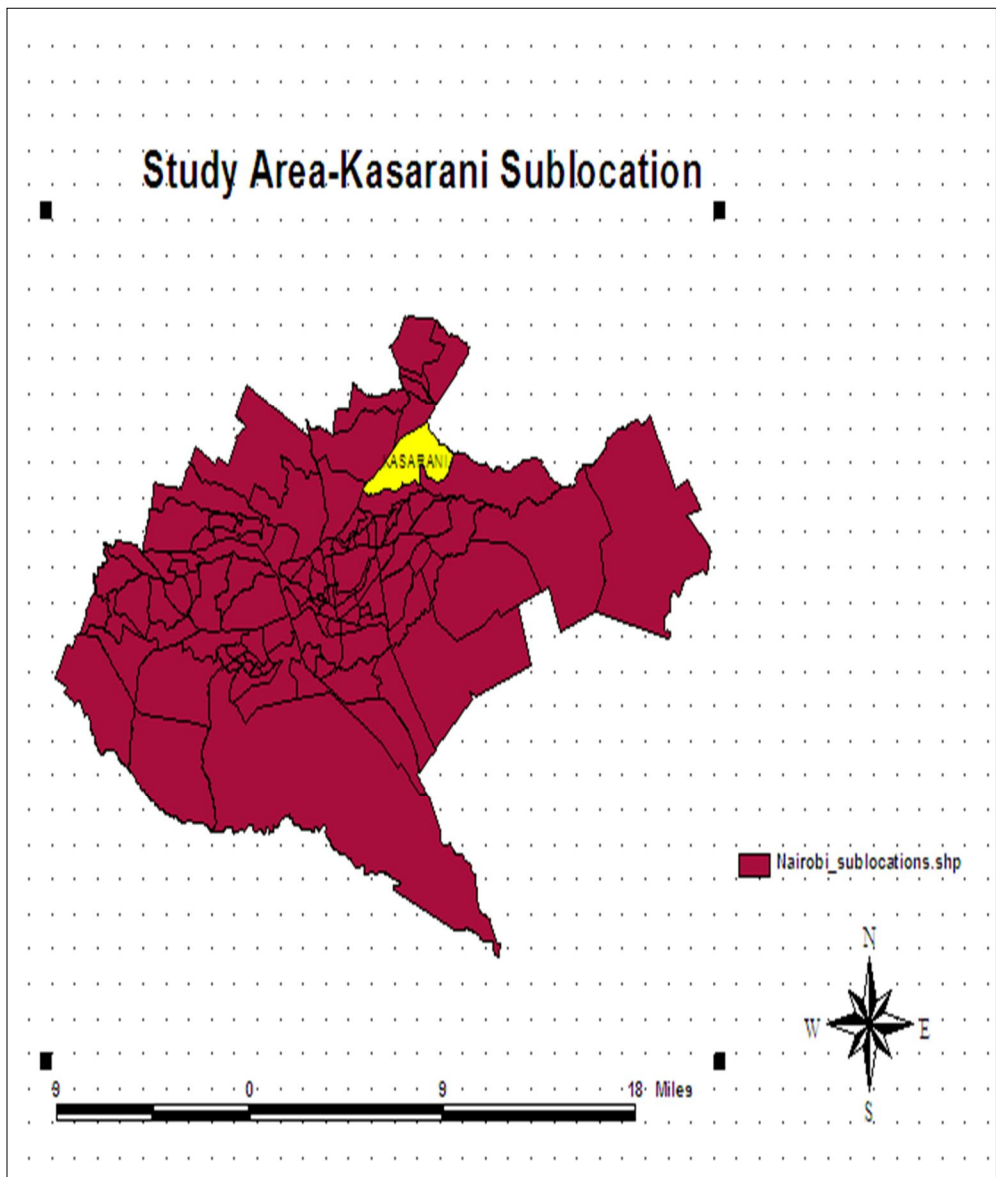 Study Area-Kasarani Sublocation
KASARANI
Nairobi_sublocations.shp
N
W E
S
9 0 9 18 Miles